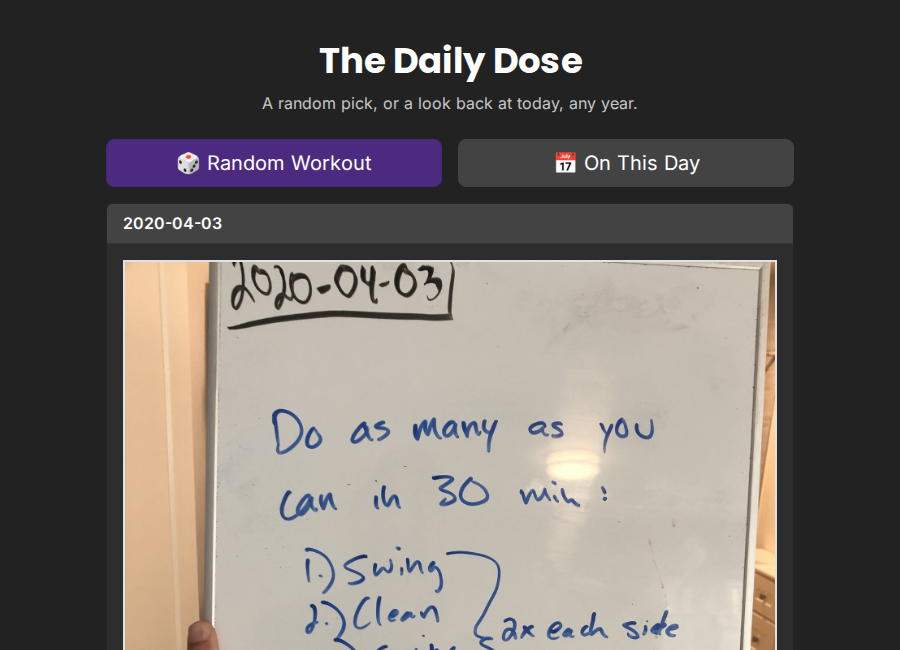 The Daily Dose
A random pick, or a look back at today, any year.
🎲 Random Workout
📅 On This Day
2020-04-03
2020-04-03
Do as many as you
can in 30 min:
1.) Swing
2.) Clean
2x each side